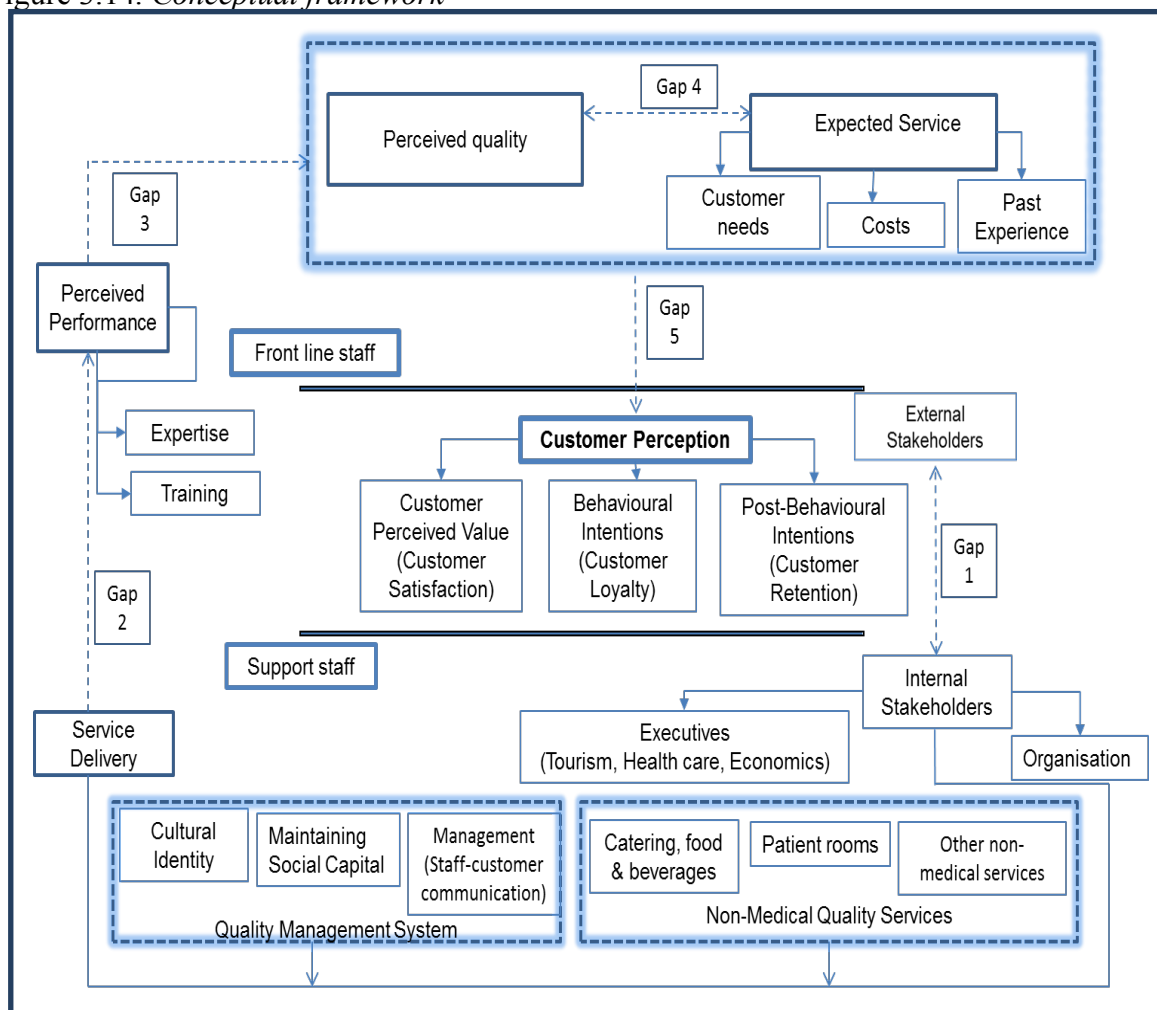 igure 3.14: Conceptual framework
Gap 4
Perceived quality
Expected Service
Customer
needs
Costs
Past
Experience
Gap
3
Perceived
Performance
Gap
5
Front line staff
Expertise
Training
Customer Perception
External
Stakeholders
Customer
Perceived Value
(Customer
Satisfaction)
Behavioural
Intentions
(Customer
Loyalty)
Post-Behavioural
Intentions
(Customer
Retention)
Gap
1
Gap
2
Support staff
Internal
Stakeholders
Service
Delivery
Executives
(Tourism, Health care, Economics)
Organisation
Cultural
Identity
Maintaining
Social Capital
Management
(Staff-customer
communication)
Quality Management System
Catering, food
& beverages
Patient rooms
Other non-
medical services
Non-Medical Quality Services